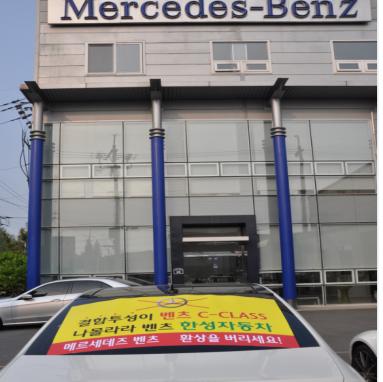 Mercedes-Benz
결함투성이 벤츠 C-CLASS
나몰라라 벤츠 한성자동차
메르세데즈 벤츠 환상을 버리세요!